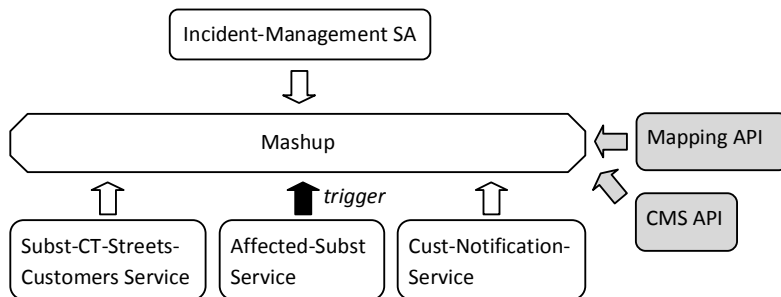 Incident-Management SA
Mashup
Mapping API
trigger
CMS API
Subst-CT-Streets-
Customers Service
Affected-Subst
Service
Cust-Notification-
Service